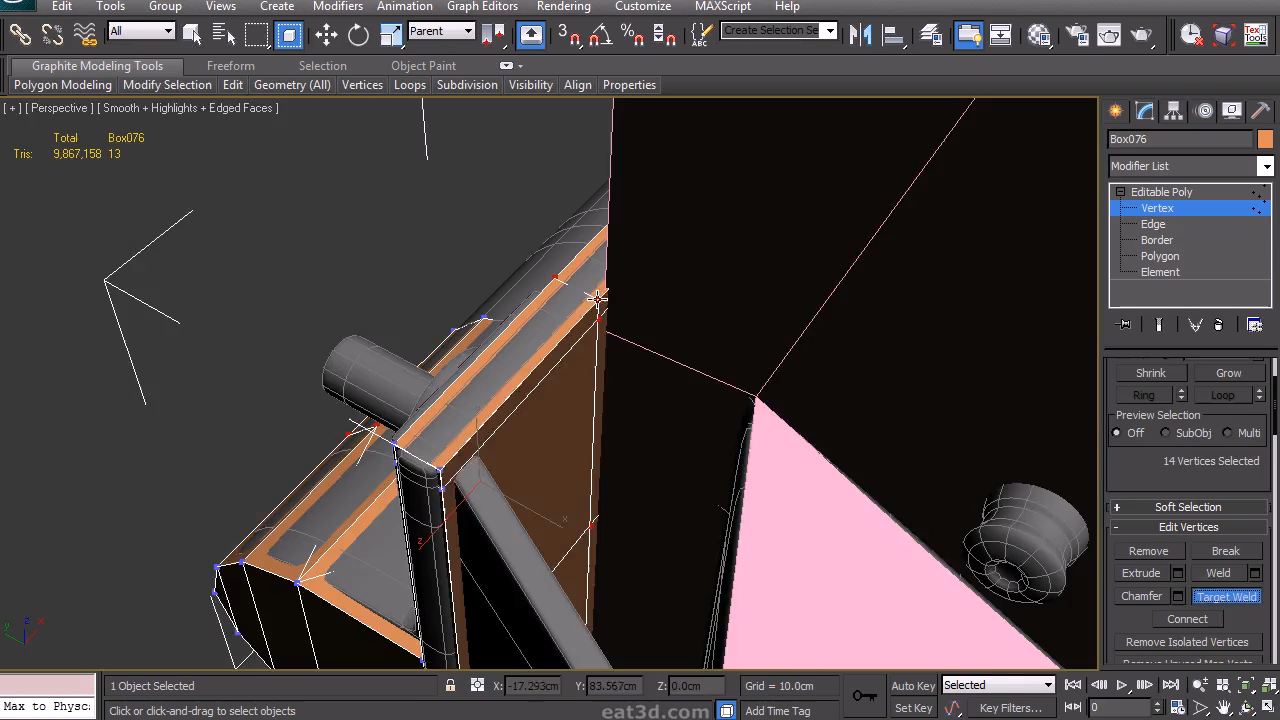 Edit Tools Group Views Create Modifiers Animation Graph Editors Rendering Customize MAXScript Help
All Parent 3 % ABC Create Selection Se Tex Tools
Graphite Modeling Tools Freeform Selection Object Paint
Polygon Modeling Modify Selection Edit Geometry (All) Vertices Loops Subdivision Visibility Align Properties
[ + ] [ Perspective ] [ Smooth + Highlights + Edged Faces ]
Total Box076
Tris: 9,867,158 13
Box076
Modifier List
Editable Poly
Vertex
Edge
Border
Polygon
Element
Shrink Grow
Ring Loop
Preview Selection
Off SubObj Multi
14 Vertices Selected
+ Soft Selection
- Edit Vertices
Remove Break
Extrude Weld
Chamfer Target Weld
Connect
Remove Isolated Vertices
x
z
z
y x
1 Object Selected X: -17.293cm Y: 83.567cm Z: 0.0cm Grid = 10.0cm Auto Key Selected
Max to Physc Click or click-and-drag to select objects eat3d.com Add Time Tag Set Key Key Filters... 0